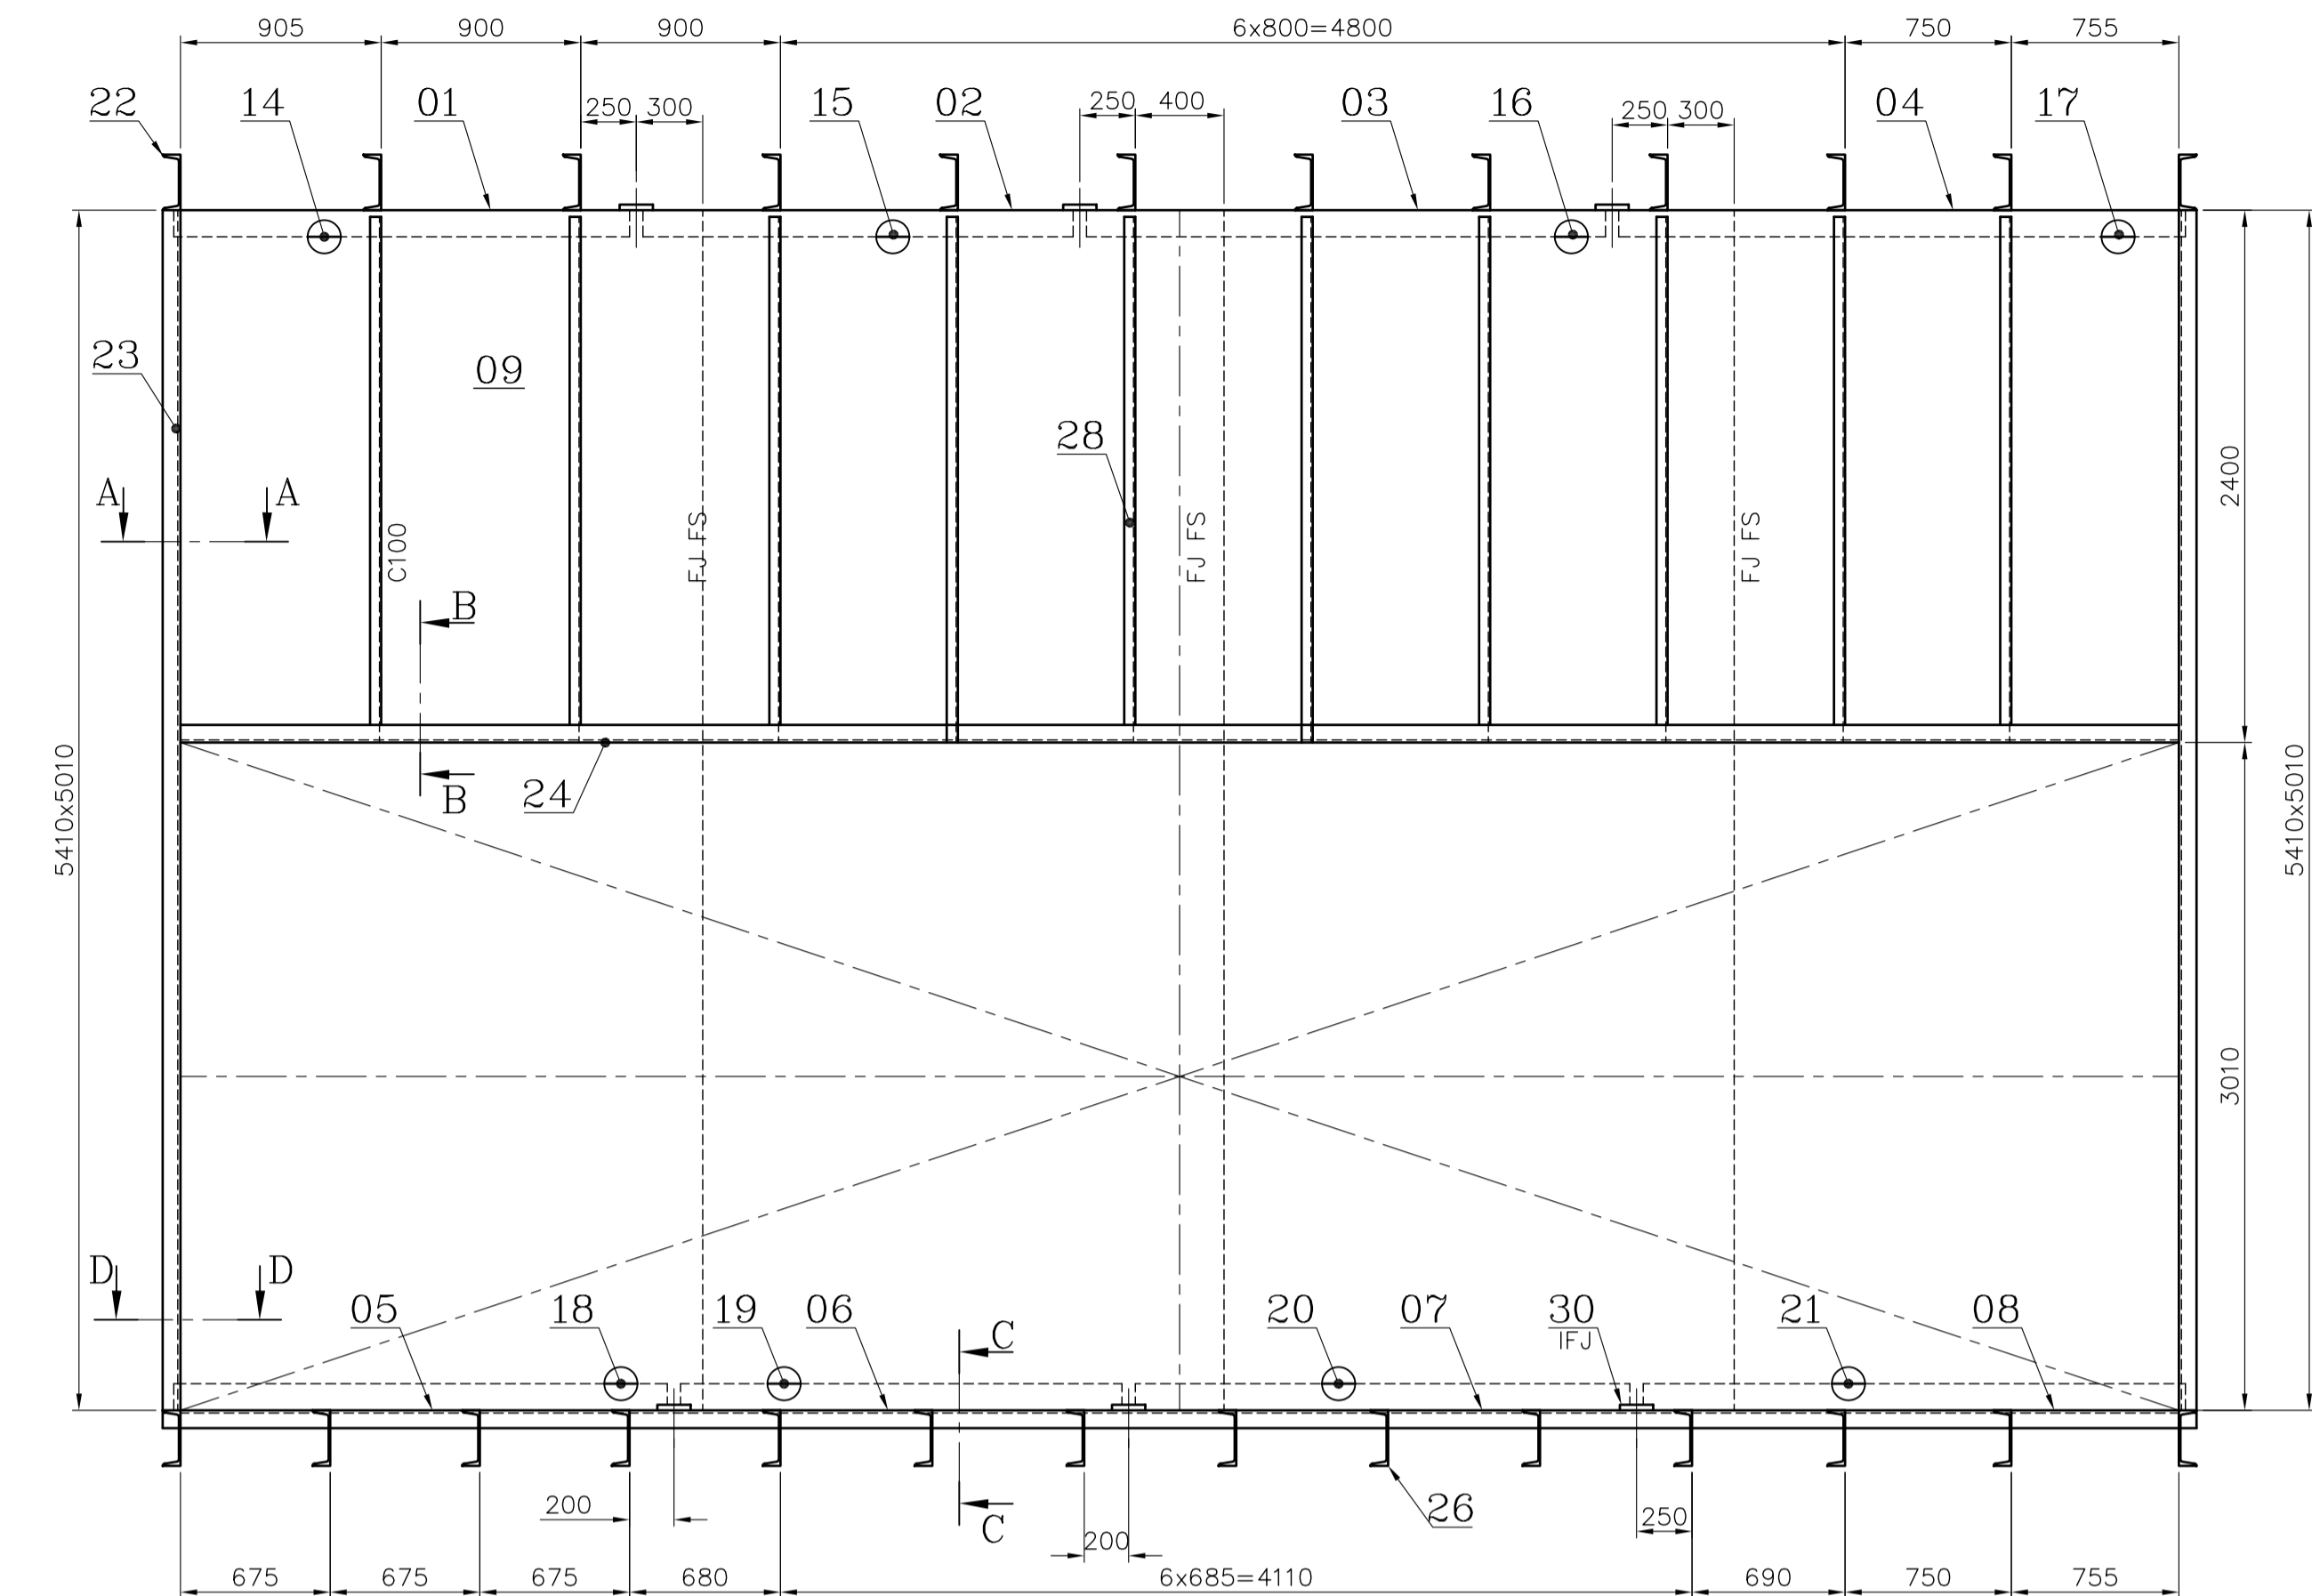 905 900 900 6x800=4800 750 755
22 14 01 250 300 15 02 250 400 03 16 250 300 04 17
23
09
28
A A
C100
FJ FS
FJ FS
FJ FS
2400
B
B
24
5410x5010
5410x5010
3010
D D
05 18 19 06 C 20 07 30 21 08
IFJ
200 C 200 26 250
675 675 675 680 6x685=4110 690 750 755